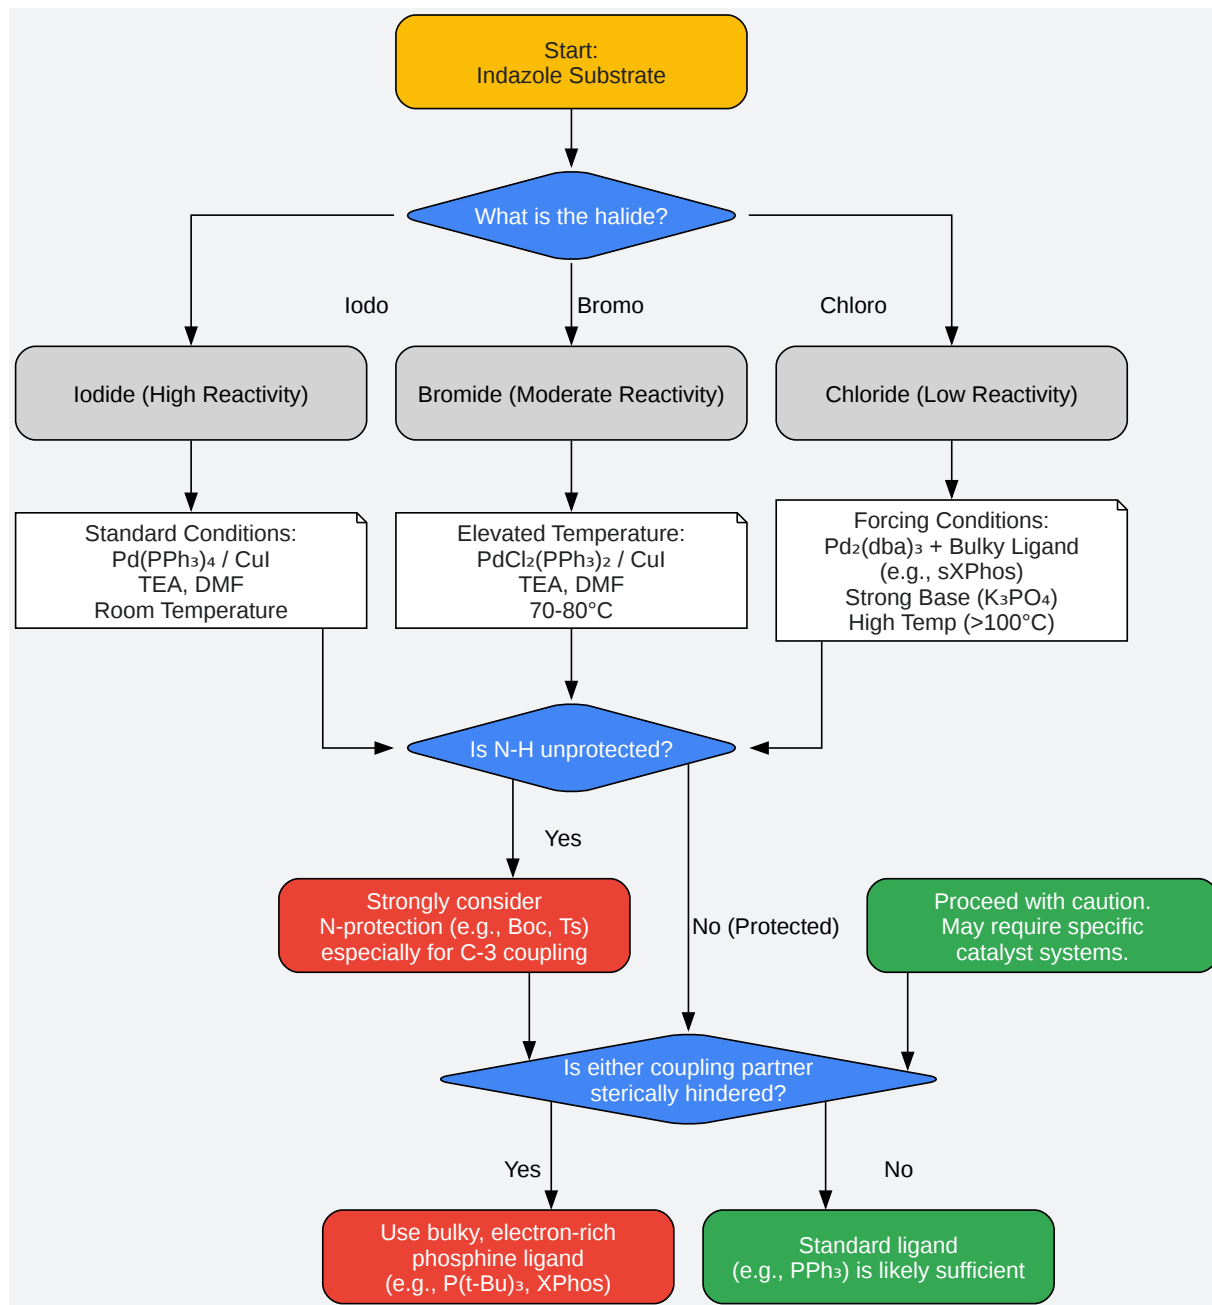 Start:
Indazole Substrate
What is the halide?
Iodo
Bromo
Chloro
Iodide (High Reactivity)
Bromide (Moderate Reactivity)
Chloride (Low Reactivity)
Standard Conditions:
Pd(PPh₃)₄ / CuI
TEA, DMF
Room Temperature
Elevated Temperature:
PdCl₂(PPh₃)₂ / CuI
TEA, DMF
70-80°C
Forcing Conditions:
Pd₂(dba)₃ + Bulky Ligand
(e.g., sXPhos)
Strong Base (K₃PO₄)
High Temp (>100°C)
Is N-H unprotected?
Yes
Strongly consider
N-protection (e.g., Boc, Ts)
especially for C-3 coupling
No (Protected)
Proceed with caution.
May require specific
catalyst systems.
Is either coupling partner
sterically hindered?
Yes
No
Use bulky, electron-rich
phosphine ligand
(e.g., P(t-Bu)₃, XPhos)
Standard ligand
(e.g., PPh₃) is likely sufficient